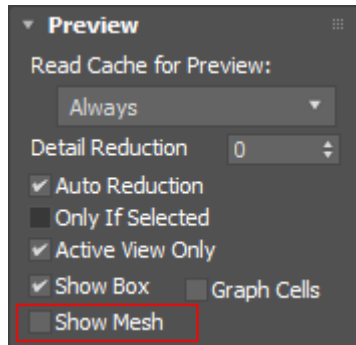 Preview
Read Cache for Preview:
Always
Detail Reduction 0
Auto Reduction
Only If Selected
Active View Only
Show Box Graph Cells
Show Mesh